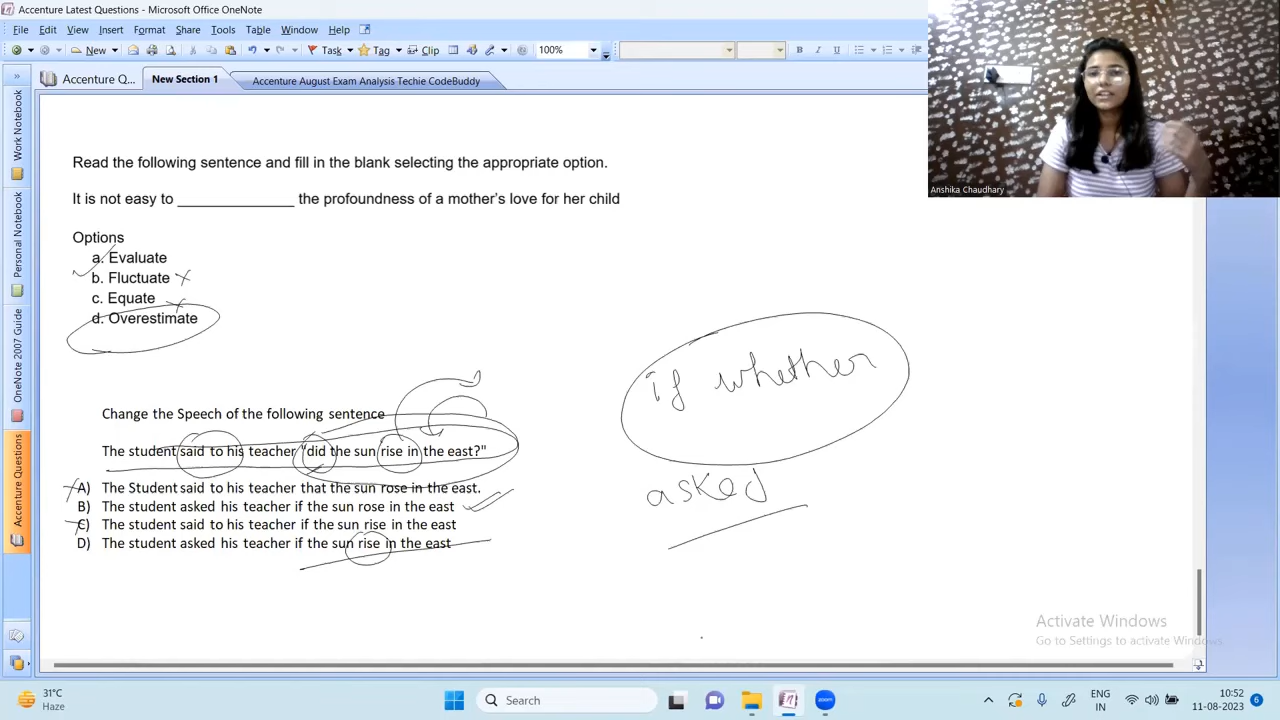 Accenture Latest Questions - Microsoft Office OneNote
File Edit View Insert Format Share Tools Table Window Help
New Task Tag Clip 100% B I U
Accenture Q... New Section 1 Accenture August Exam Analysis Techie CodeBuddy
Work Notebook
Personal Notebook
OneNote 2007 Guide
Accenture Questions
Anshika Chaudhary
Read the following sentence and fill in the blank selecting the appropriate option.
It is not easy to ______________ the profoundness of a mother's love for her child
Options
a. Evaluate
b. Fluctuate
c. Equate
d. Overestimate
if whether
asked
Change the Speech of the following sentence
The student said to his teacher "did the sun rise in the east?"
A) The Student said to his teacher that the sun rose in the east.
B) The student asked his teacher if the sun rose in the east
C) The student said to his teacher if the sun rise in the east
D) The student asked his teacher if the sun rise in the east
Activate Windows
Go to Settings to activate Windows.
31°C
Haze
Search
ENG
IN
10:52
11-08-2023
6